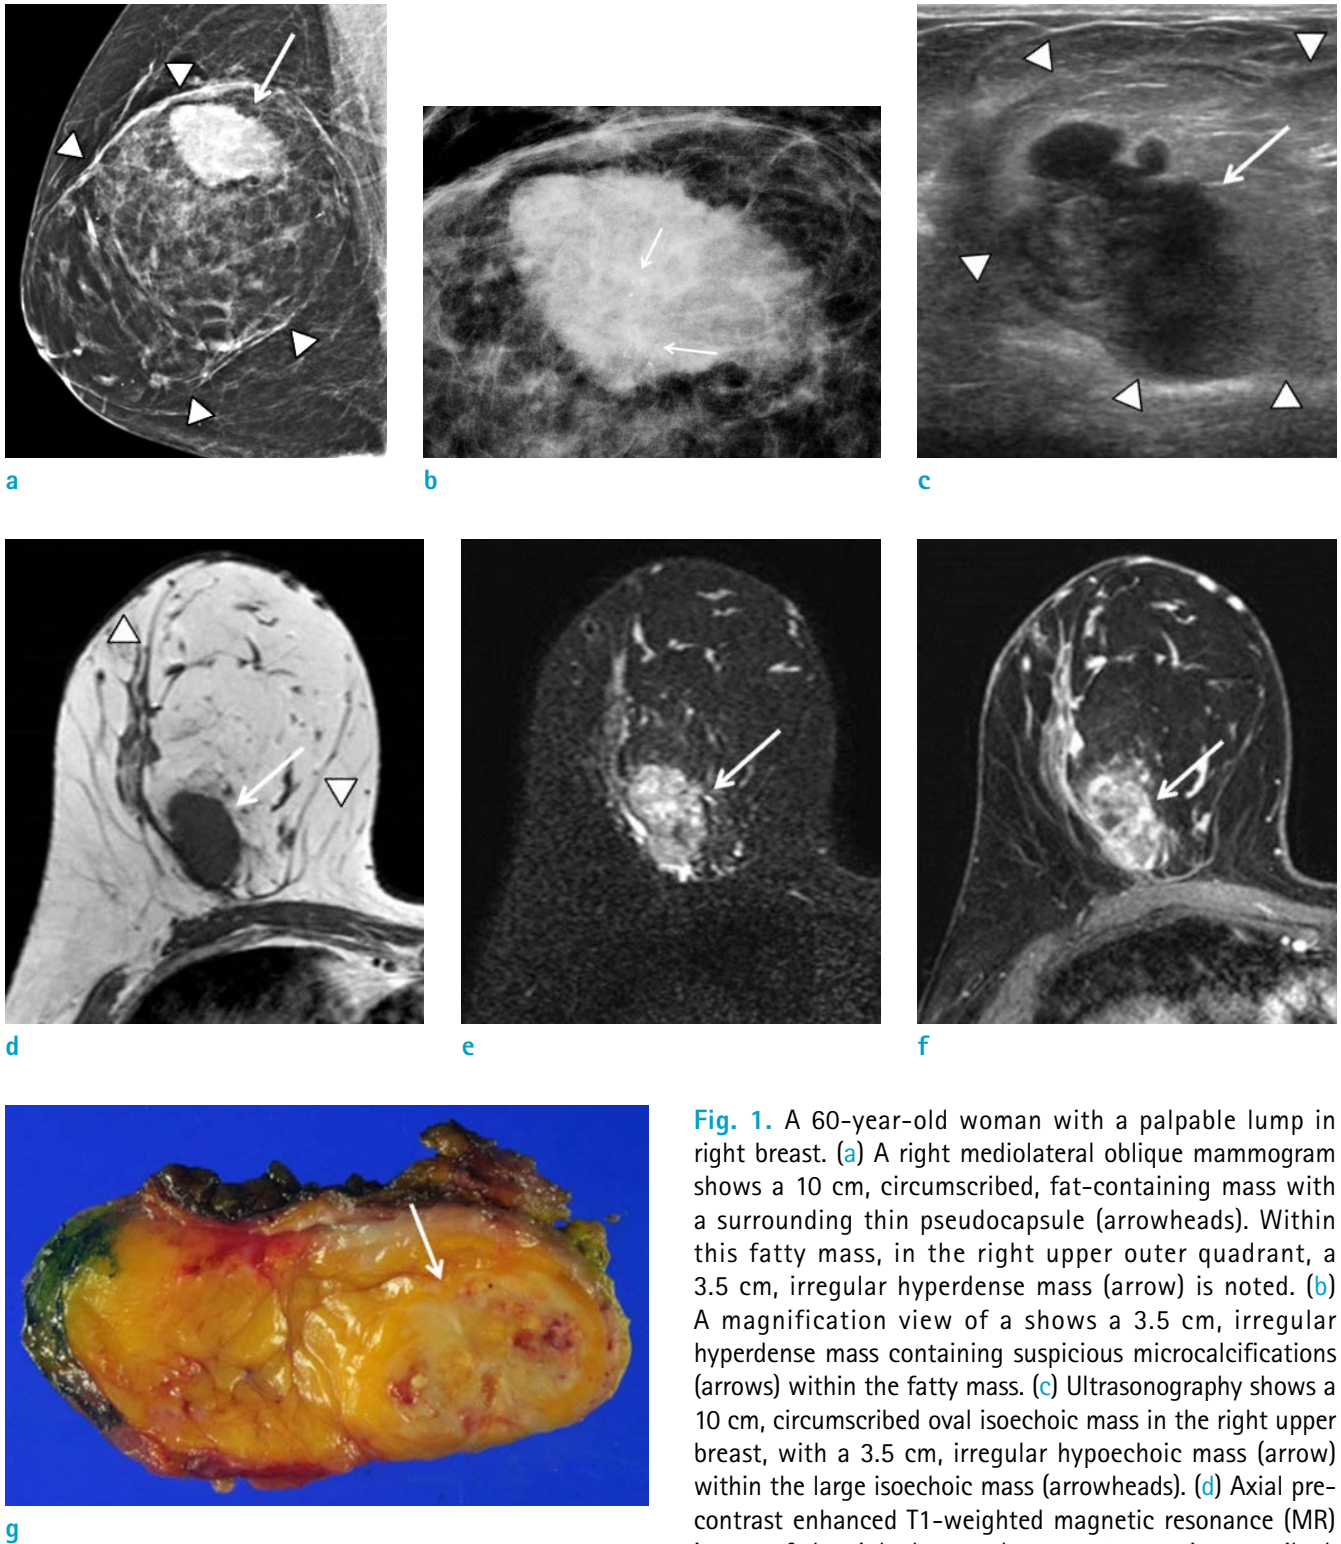 a
b
c
d
e
f
g
Fig. 1. A 60-year-old woman with a palpable lump in
right breast. (a) A right mediolateral oblique mammogram
shows a 10 cm, circumscribed, fat-containing mass with
a surrounding thin pseudocapsule (arrowheads). Within
this fatty mass, in the right upper outer quadrant, a
3.5 cm, irregular hyperdense mass (arrow) is noted. (b)
A magnification view of a shows a 3.5 cm, irregular
hyperdense mass containing suspicious microcalcifications
(arrows) within the fatty mass. (c) Ultrasonography shows a
10 cm, circumscribed oval isoechoic mass in the right upper
breast, with a 3.5 cm, irregular hypoechoic mass (arrow)
within the large isoechoic mass (arrowheads). (d) Axial pre-
contrast enhanced T1-weighted magnetic resonance (MR)